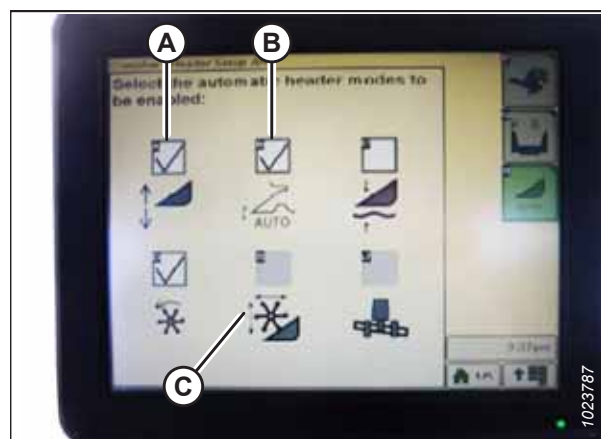 A
B
Select the automatic header modes to
be enabled:
AUTO
C
1023787